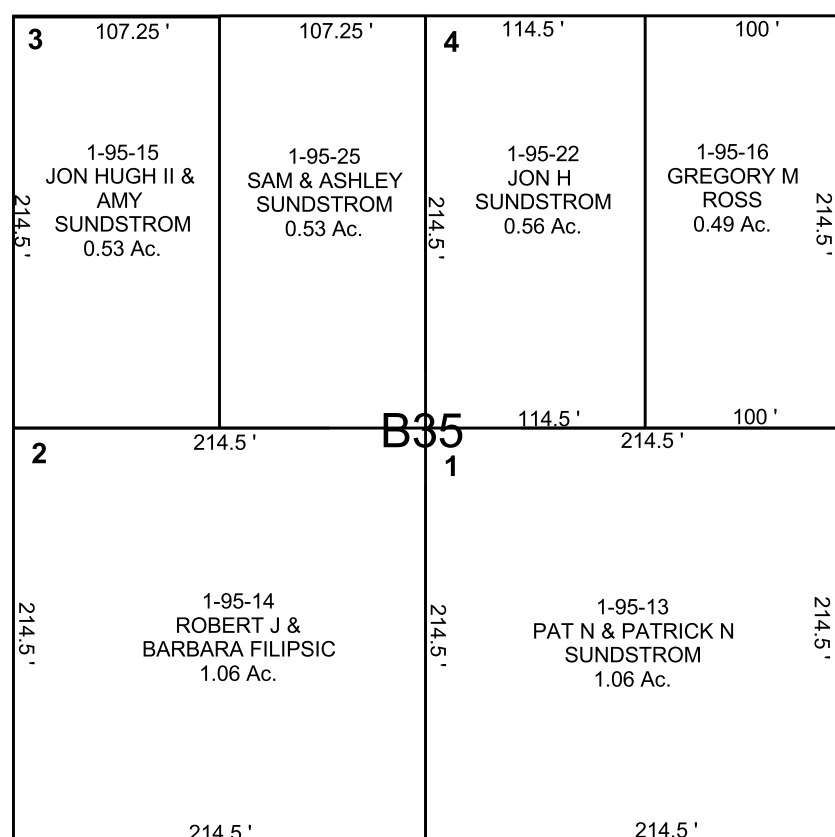 3
107.25 '
107.25 '
4
114.5 '
100 '
1-95-15
JON HUGH II &
AMY
SUNDSTROM
0.53 Ac.
214.5 '
1-95-25
SAM & ASHLEY
SUNDSTROM
0.53 Ac.
214.5 '
1-95-22
JON H
SUNDSTROM
0.56 Ac.
1-95-16
GREGORY M
ROSS
0.49 Ac.
214.5 '
114.5 '
100 '
B35
2
214.5 '
1
214.5 '
214.5 '
1-95-14
ROBERT J &
BARBARA FILIPSIC
1.06 Ac.
214.5 '
1-95-13
PAT N & PATRICK N
SUNDSTROM
1.06 Ac.
214.5 '
214.5 '
214.5 '